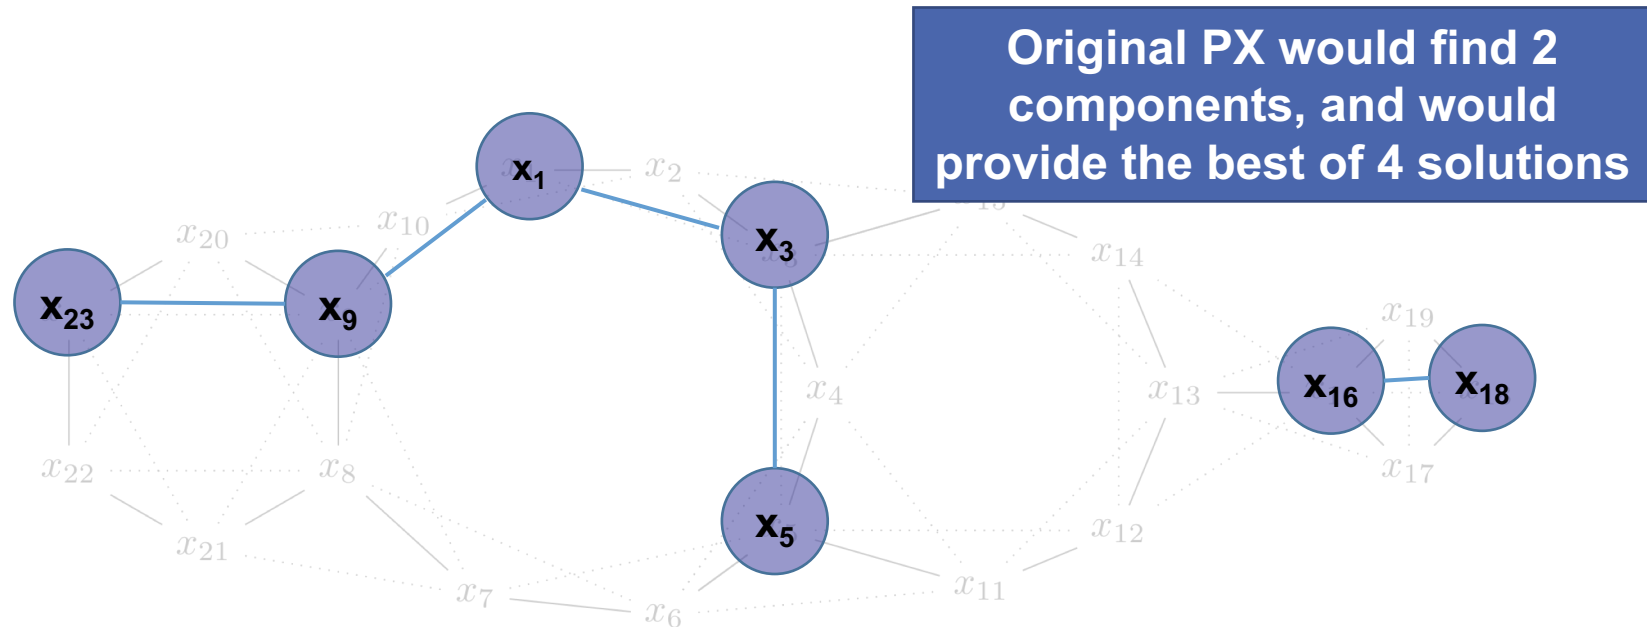 Original PX would find 2
components, and would
provide the best of 4 solutions
x₁
x₂
x₁₀
x₂₀
x₃
x₁₄
x₂₃
x₉
x₁₉
x₄
x₁₃
x₁₆
x₁₈
x₂₂
x₈
x₁₇
x₅
x₁₂
x₂₁
x₇
x₁₁
x₆